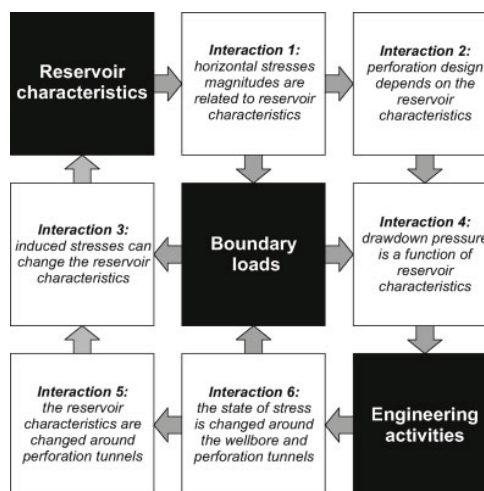 Reservoir
characteristics
Interaction 1:
horizontal stresses
magnitudes are
related to reservoir
characteristics
Interaction 2:
perforation design
depends on the
reservoir
characteristics
Interaction 3:
induced stresses can
change the reservoir
characteristics
Boundary
loads
Interaction 4:
drawdown pressure
is a function of
reservoir
characteristics
Interaction 5:
the reservoir
characteristics are
changed around
perforation tunnels
Interaction 6:
the state of stress
is changed around
the wellbore and
perforation tunnels
Engineering
activities